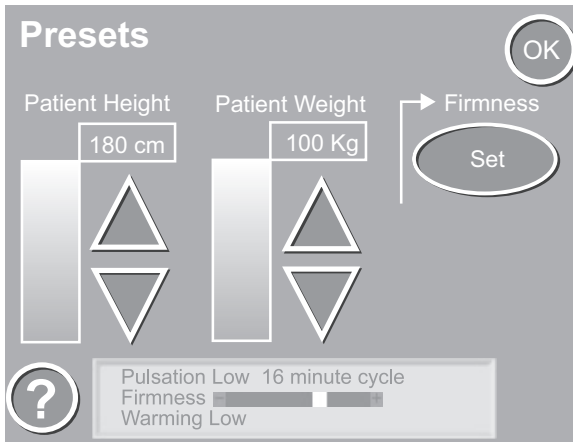 Presets
OK
Patient Height
Patient Weight
Firmness
180 cm
100 Kg
Set
?
Pulsation Low 16 minute cycle
Firmness - +
Warming Low